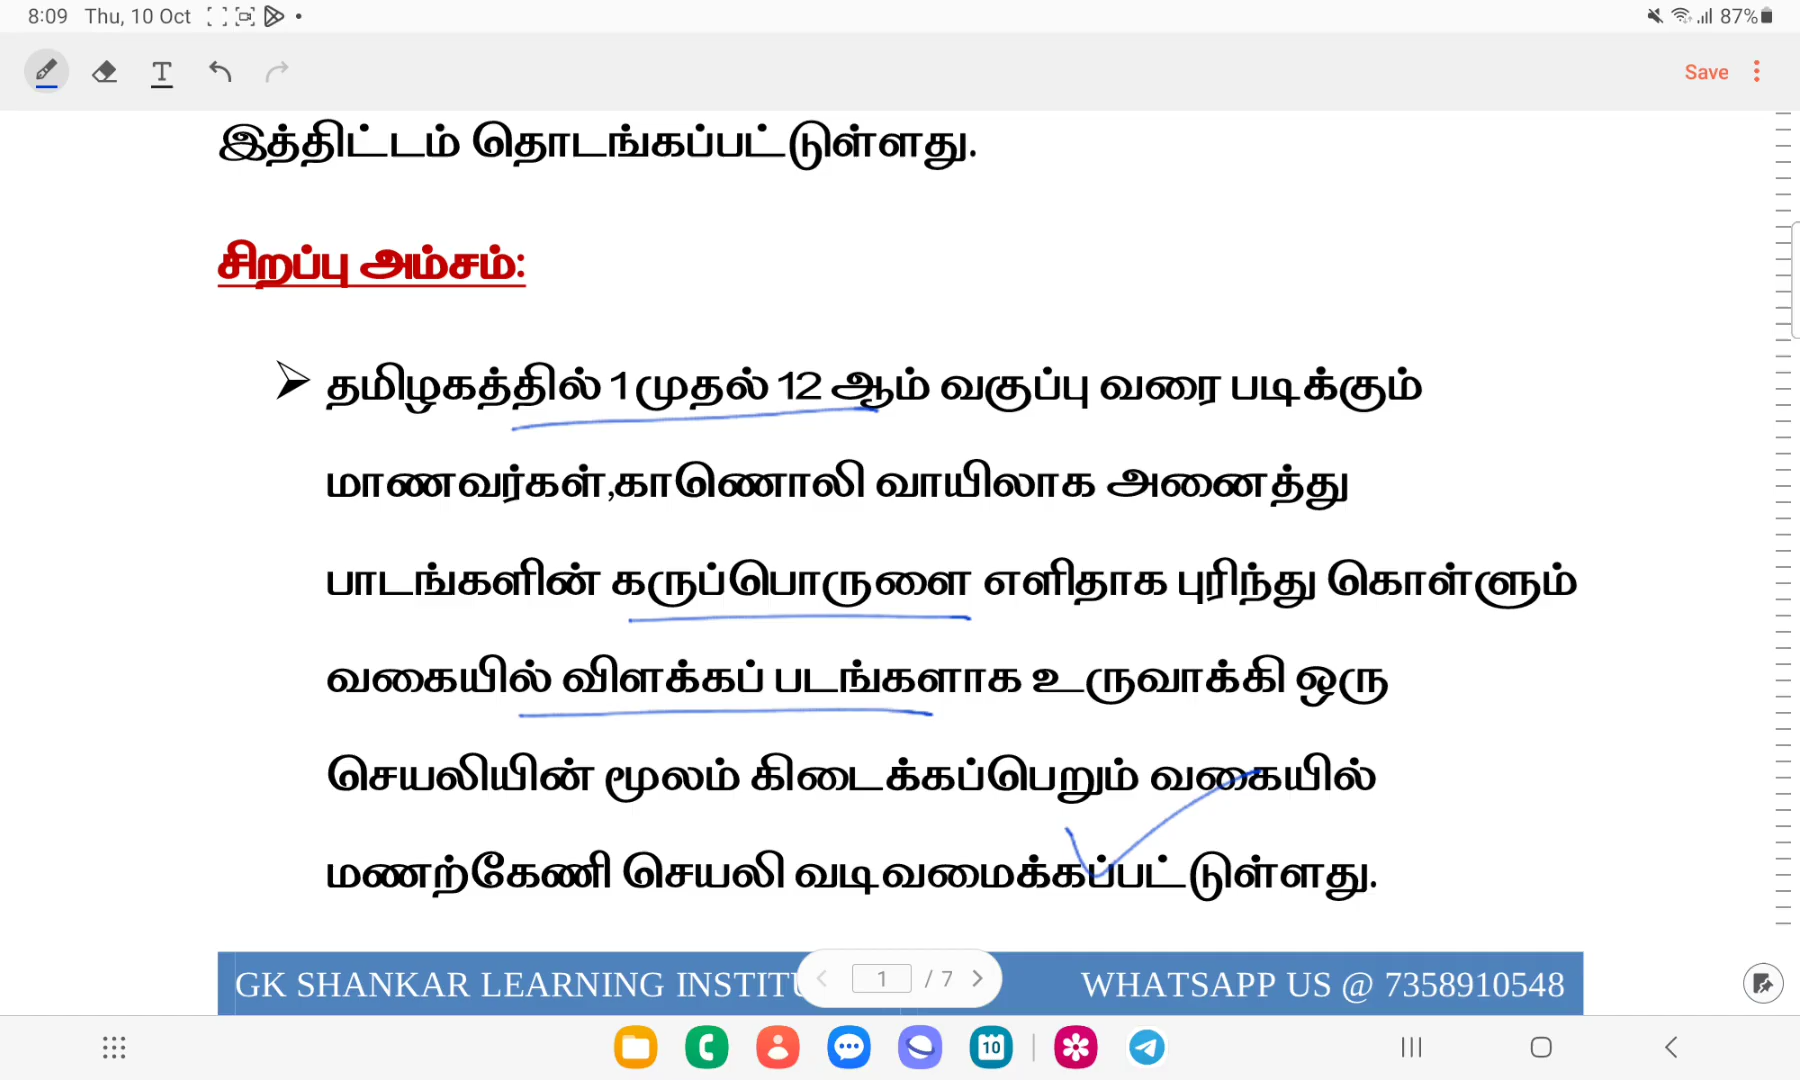 8:09 Thu, 10 Oct 87%
T Save
இத்திட்டம் தொடங்கப்பட்டுள்ளது.
சிறப்பு அம்சம்:
➢ தமிழகத்தில் 1 முதல் 12 ஆம் வகுப்பு வரை படிக்கும்
மாணவர்கள்,காணொலி வாயிலாக அனைத்து
பாடங்களின் கருப்பொருளை எளிதாக புரிந்து கொள்ளும்
வகையில் விளக்கப் படங்களாக உருவாக்கி ஒரு
செயலியின் மூலம் கிடைக்கப்பெறும் வகையில்
மணற்கேணி செயலி வடிவமைக்கப்பட்டுள்ளது.
GK SHANKAR LEARNING 1 / 7 WHATSAPP US @ 7358910548
10